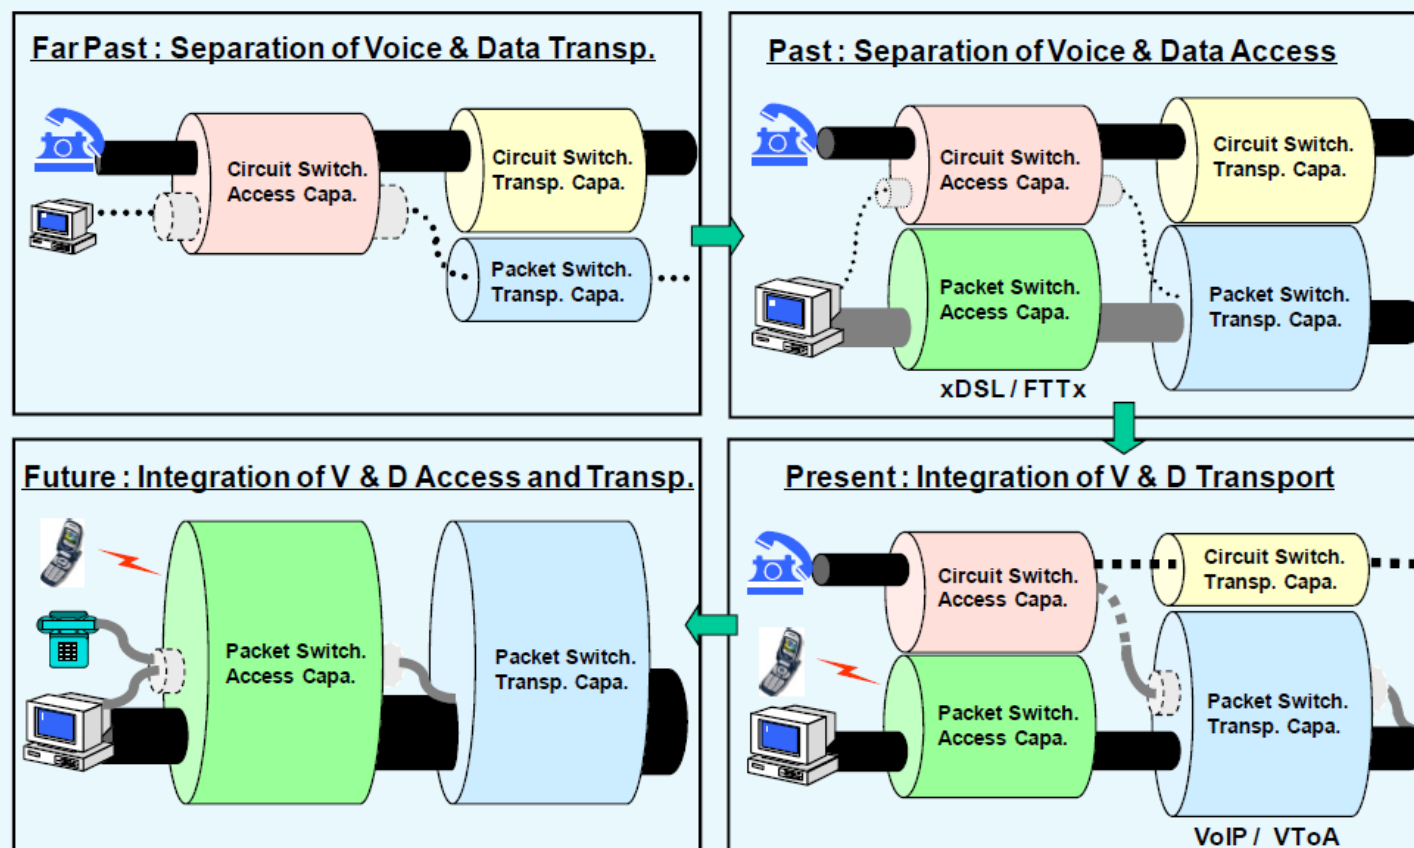 Far Past : Separation of Voice & Data Transp.
Circuit Switch.
Access Capa.
Circuit Switch.
Transp. Capa.
Packet Switch.
Transp. Capa.
Past : Separation of Voice & Data Access
Circuit Switch.
Access Capa.
Circuit Switch.
Transp. Capa.
Packet Switch.
Access Capa.
Packet Switch.
Transp. Capa.
xDSL / FTTx
Future : Integration of V & D Access and Transp.
Packet Switch.
Access Capa.
Packet Switch.
Transp. Capa.
Present : Integration of V & D Transport
Circuit Switch.
Access Capa.
Circuit Switch.
Transp. Capa.
Packet Switch.
Access Capa.
Packet Switch.
Transp. Capa.
VoIP / VToA